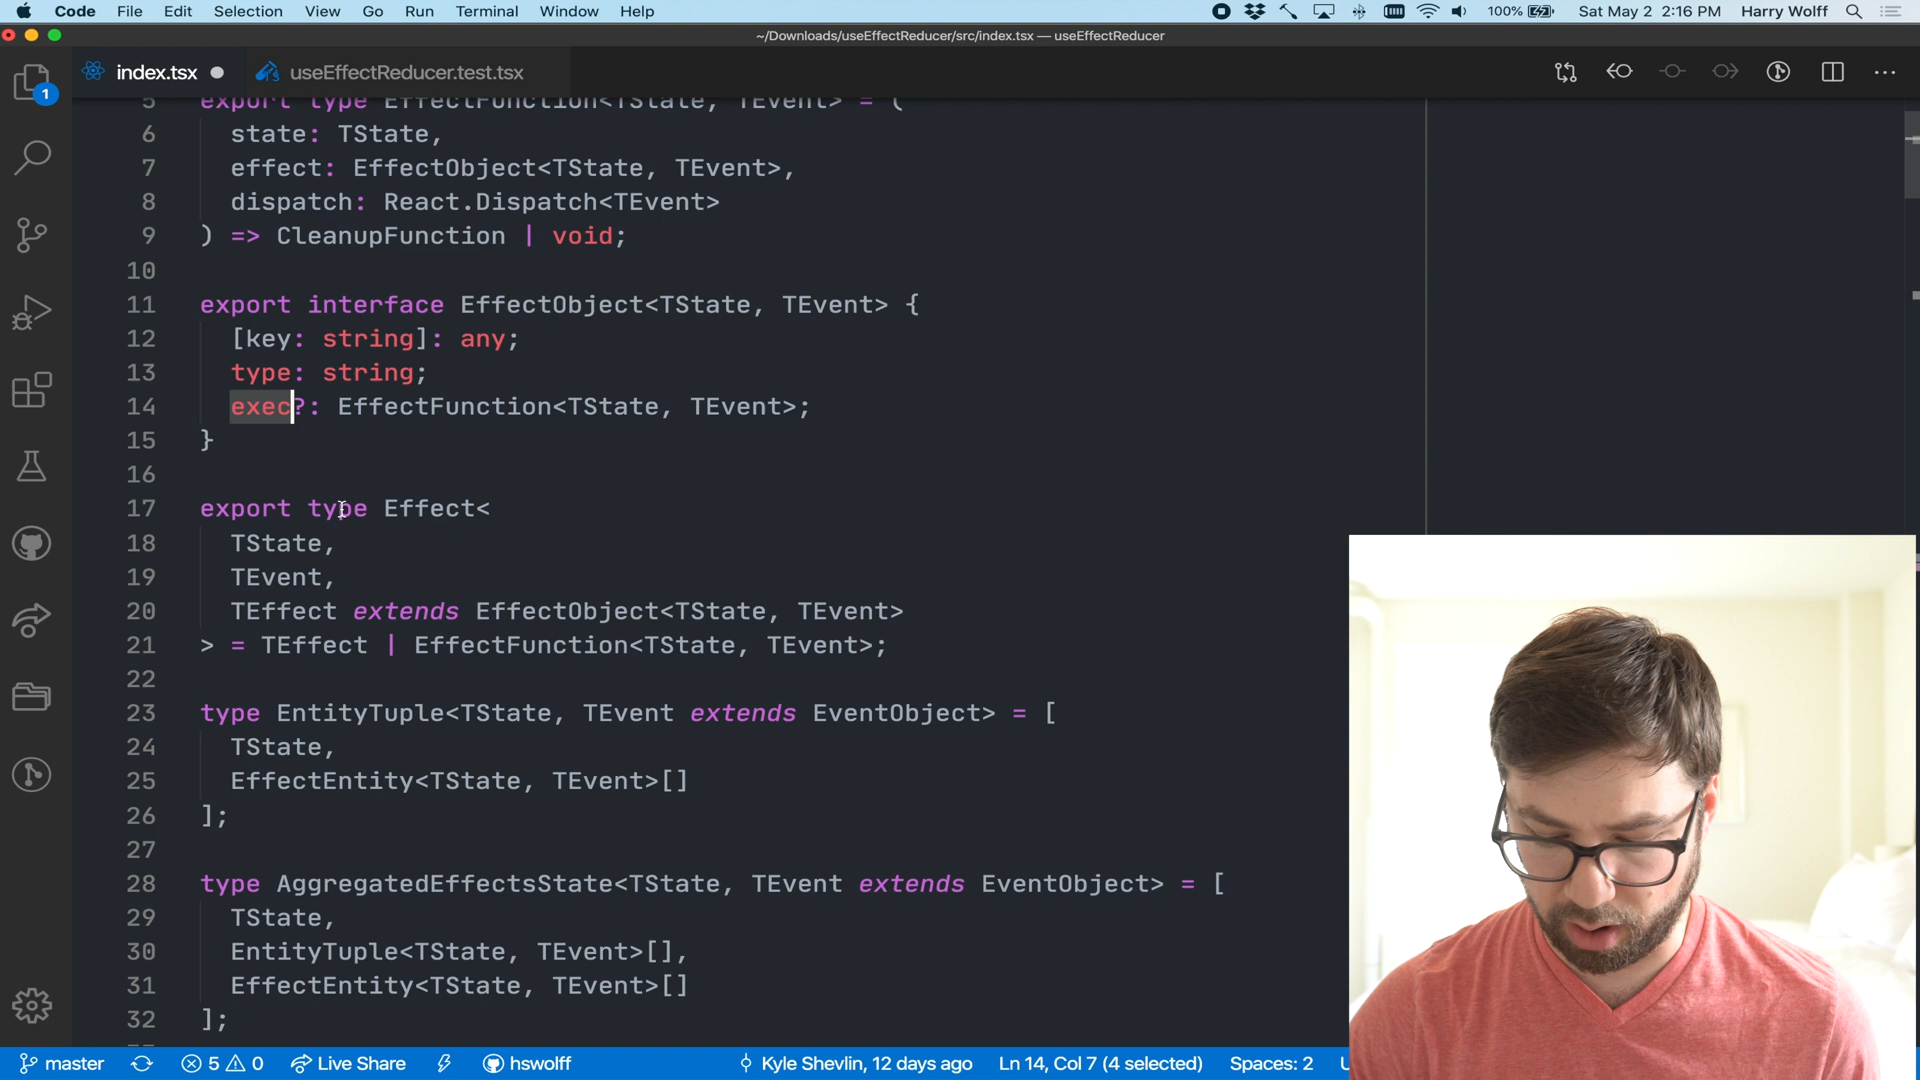 Code File Edit Selection View Go Run Terminal Window Help 100% Sat May 2 2:16 PM Harry Wolff
~/Downloads/useEffectReducer/src/index.tsx — useEffectReducer
index.tsx useEffectReducer.test.tsx
1
5 export type EffectFunction<TState, TEvent> = (
6 state: TState,
7 effect: EffectObject<TState, TEvent>,
8 dispatch: React.Dispatch<TEvent>
9 ) => CleanupFunction | void;
10
11 export interface EffectObject<TState, TEvent> {
12 [key: string]: any;
13 type: string;
14 exec?: EffectFunction<TState, TEvent>;
15 }
16
17 export type Effect<
18 TState,
19 TEvent,
20 TEffect extends EffectObject<TState, TEvent>
21 > = TEffect | EffectFunction<TState, TEvent>;
22
23 type EntityTuple<TState, TEvent extends EventObject> = [
24 TState,
25 EffectEntity<TState, TEvent>[]
26 ];
27
28 type AggregatedEffectsState<TState, TEvent extends EventObject> = [
29 TState,
30 EntityTuple<TState, TEvent>[],
31 EffectEntity<TState, TEvent>[]
32 ];
master 5 0 Live Share hswolff Kyle Shevlin, 12 days ago Ln 14, Col 7 (4 selected) Spaces: 2